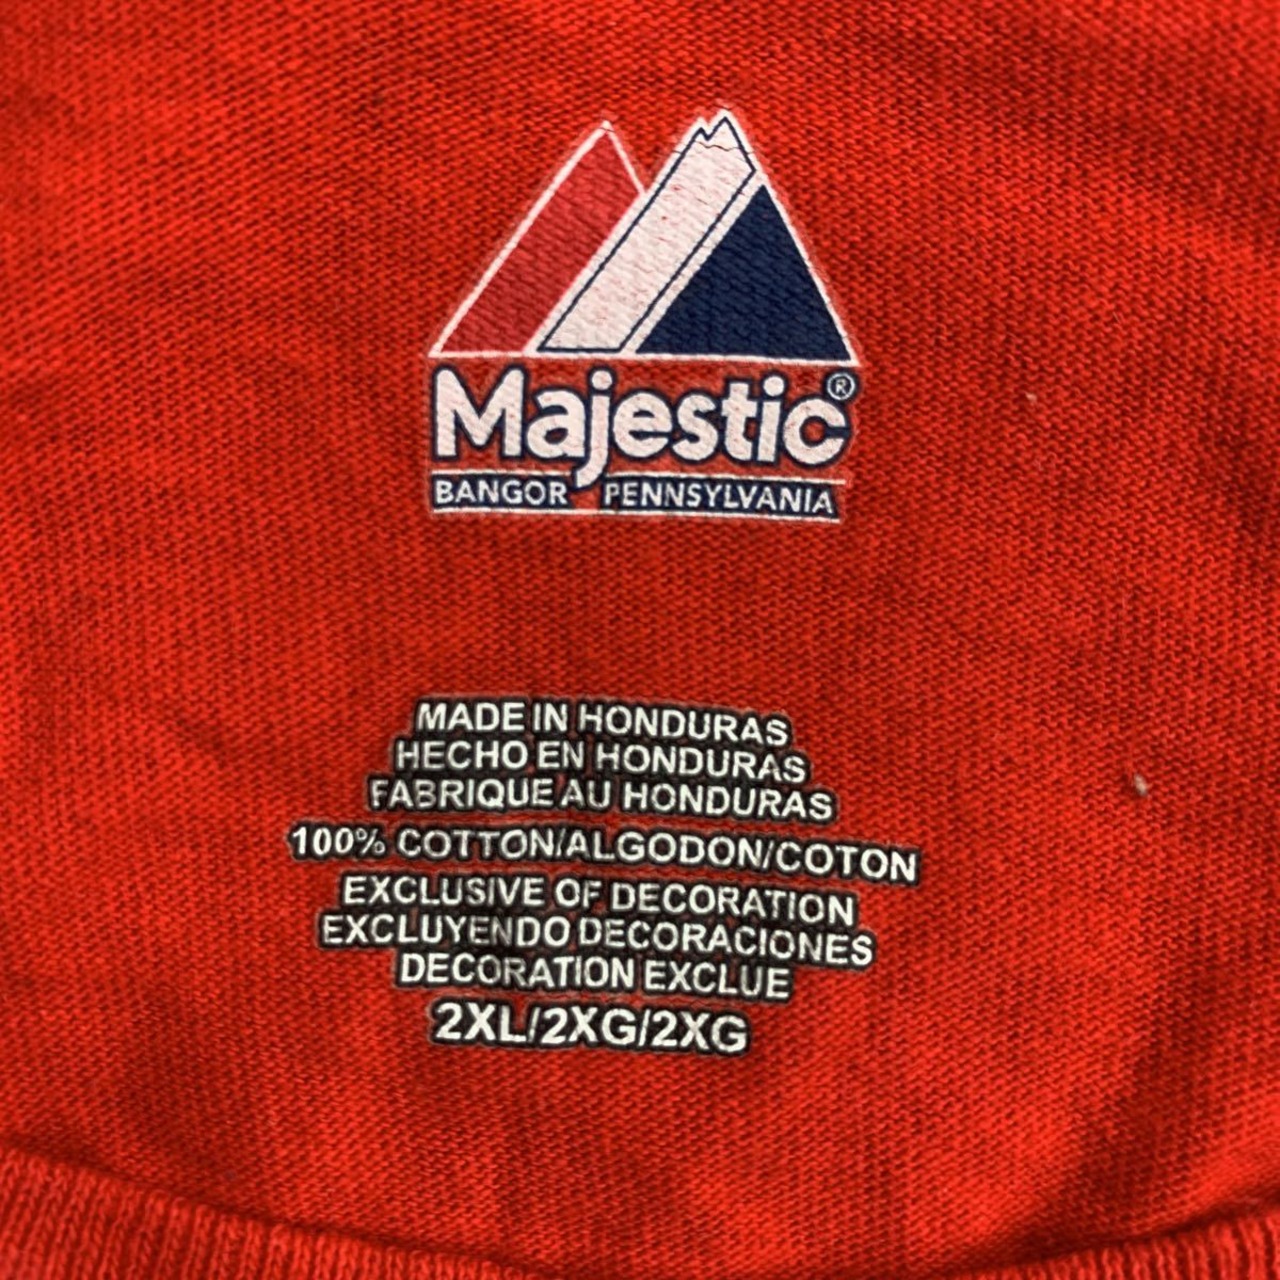 Majestic®
BANGOR PENNSYLVANIA
MADE IN HONDURAS
HECHO EN HONDURAS
FABRIQUE AU HONDURAS
100% COTTON/ALGODON/COTON
EXCLUSIVE OF DECORATION
EXCLUYENDO DECORACIONES
DECORATION EXCLUE
2XL/2XG/2XG